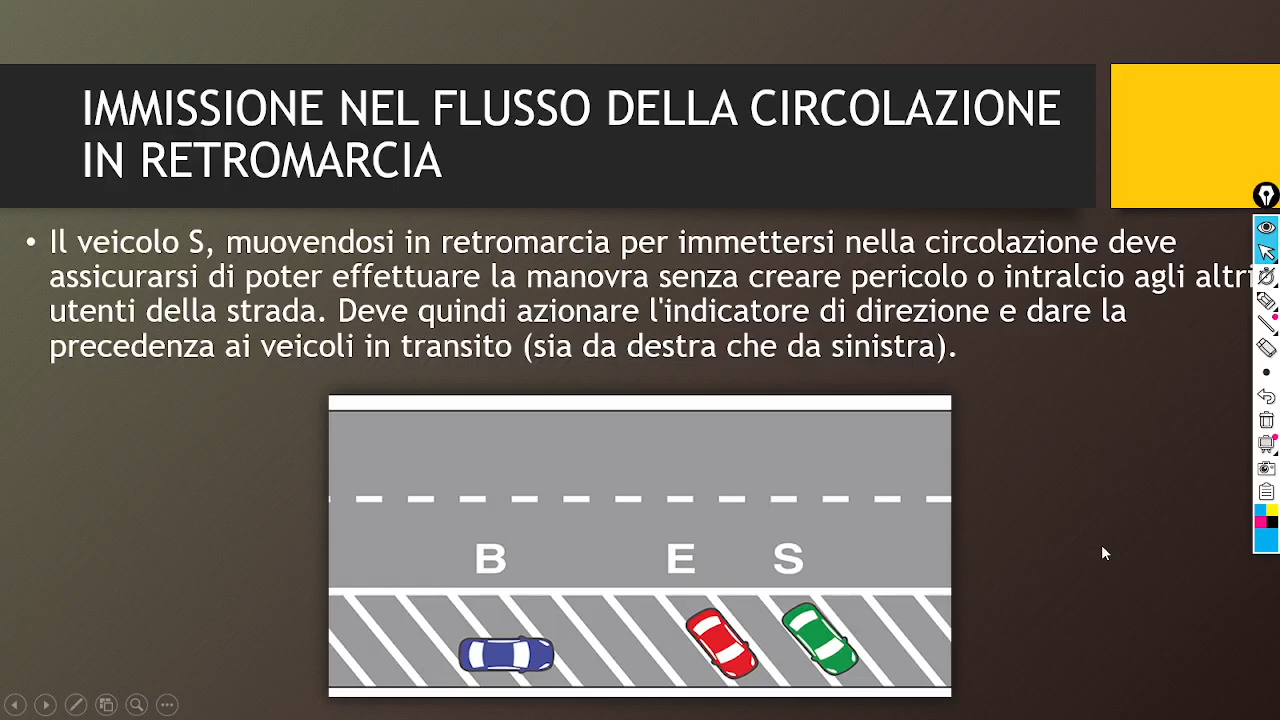 IMMISSIONE NEL FLUSSO DELLA CIRCOLAZIONE
IN RETROMARCIA
• Il veicolo S, muovendosi in retromarcia per immettersi nella circolazione deve
assicurarsi di poter effettuare la manovra senza creare pericolo o intralcio agli altri
utenti della strada. Deve quindi azionare l'indicatore di direzione e dare la
precedenza ai veicoli in transito (sia da destra che da sinistra).
B E S